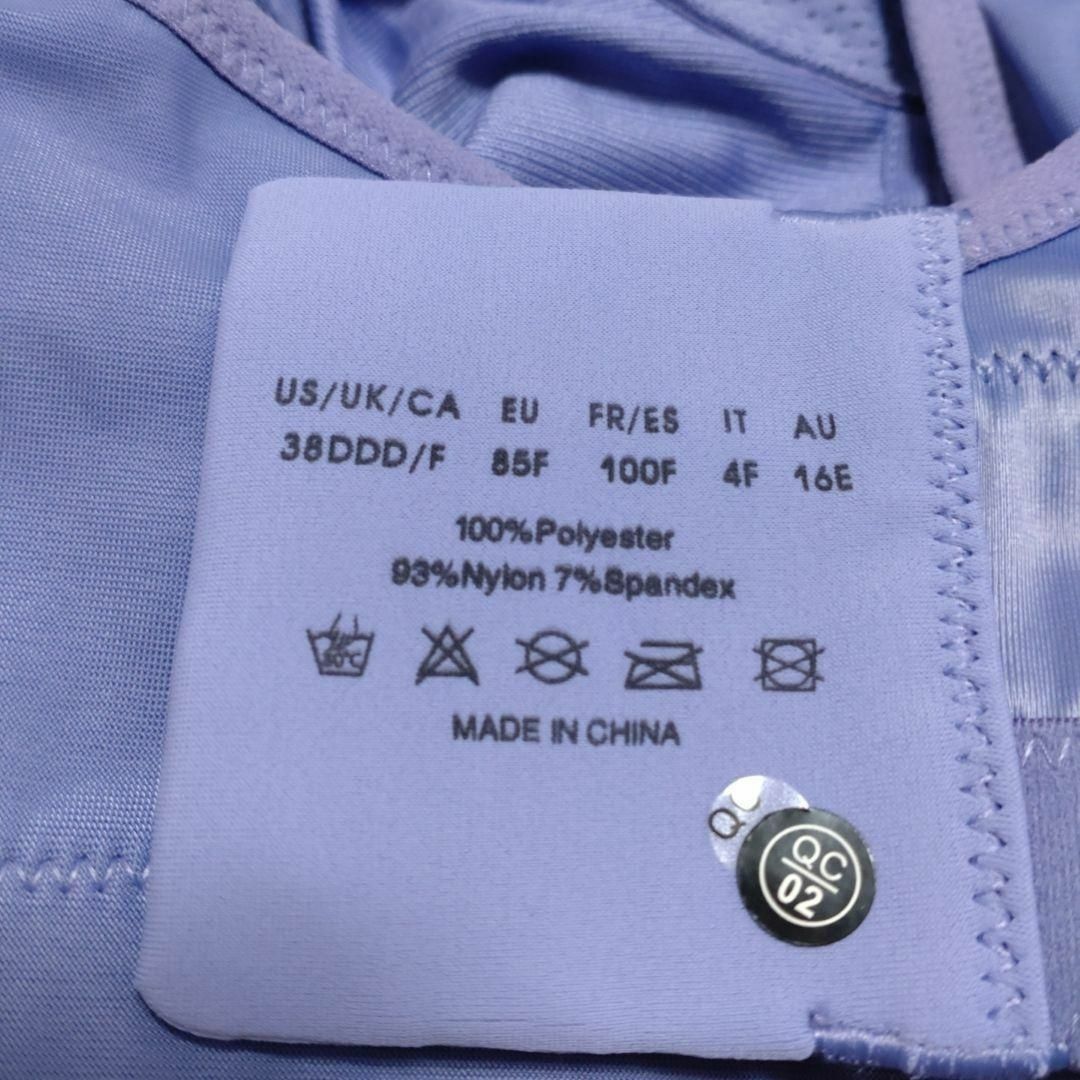 US/UK/CA EU FR/ES IT AU
38DDD/F 85F 100F 4F 16E
100%Polyester
93%Nylon 7%Spandex
MADE IN CHINA
QC
QC
02